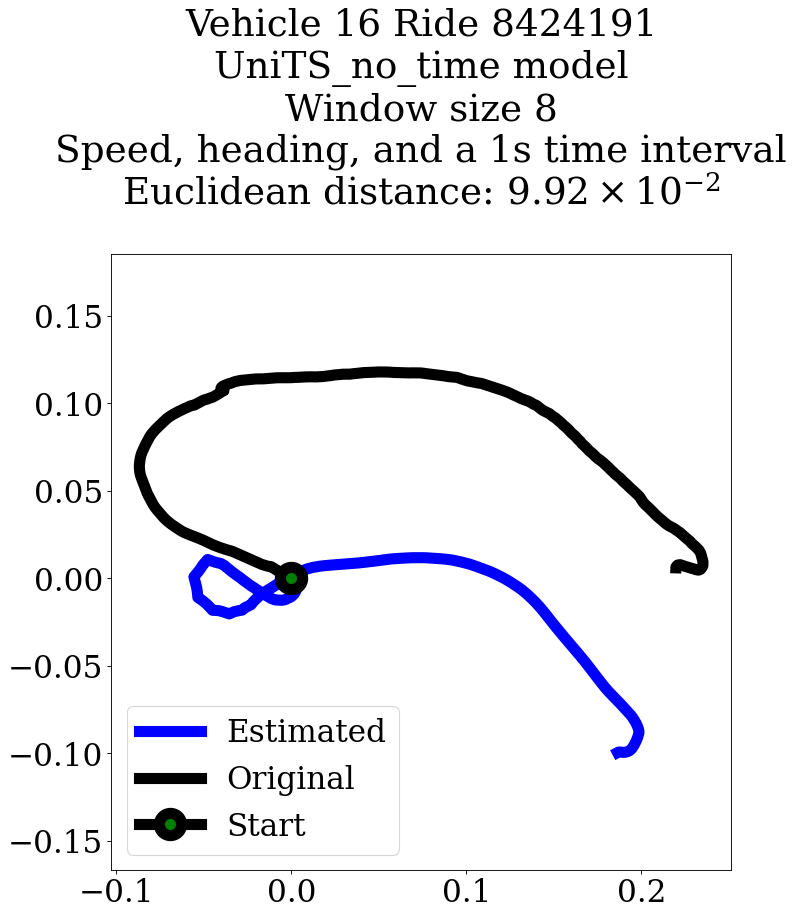 Vehicle 16 Ride 8424191
UniTS_no_time model
Window size 8
Speed, heading, and a 1s time interval
Euclidean distance: 9.92 × 10⁻²
0.15
0.10
0.05
0.00
−0.05
−0.10
−0.15
Estimated
Original
Start
−0.1
0.0
0.1
0.2